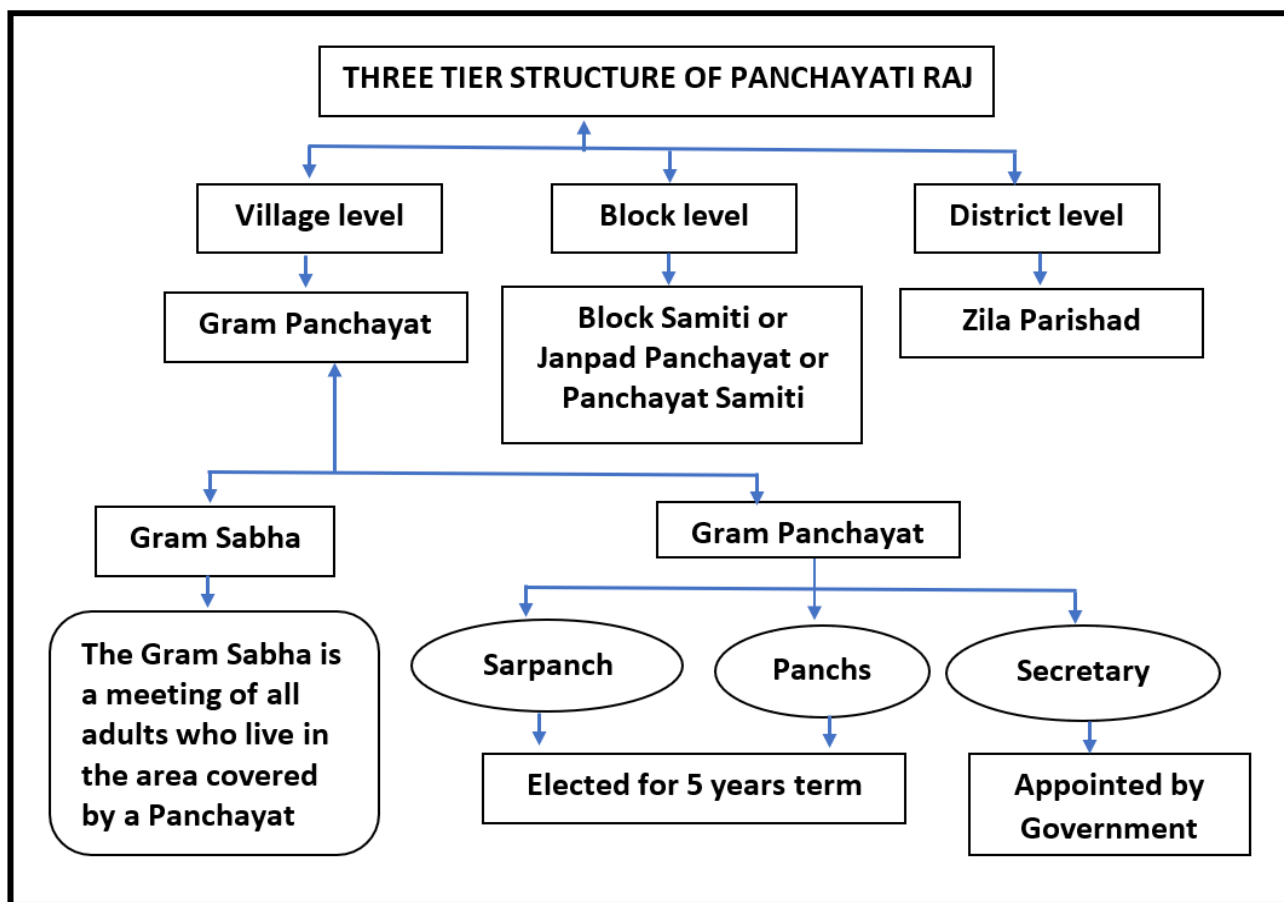 THREE TIER STRUCTURE OF PANCHAYATI RAJ
Village level
Block level
District level
Gram Panchayat
Block Samiti or
Janpad Panchayat or
Panchayat Samiti
Zila Parishad
Gram Sabha
Gram Panchayat
The Gram Sabha is
a meeting of all
adults who live in
the area covered
by a Panchayat
Sarpanch
Panchs
Secretary
Elected for 5 years term
Appointed by
Government